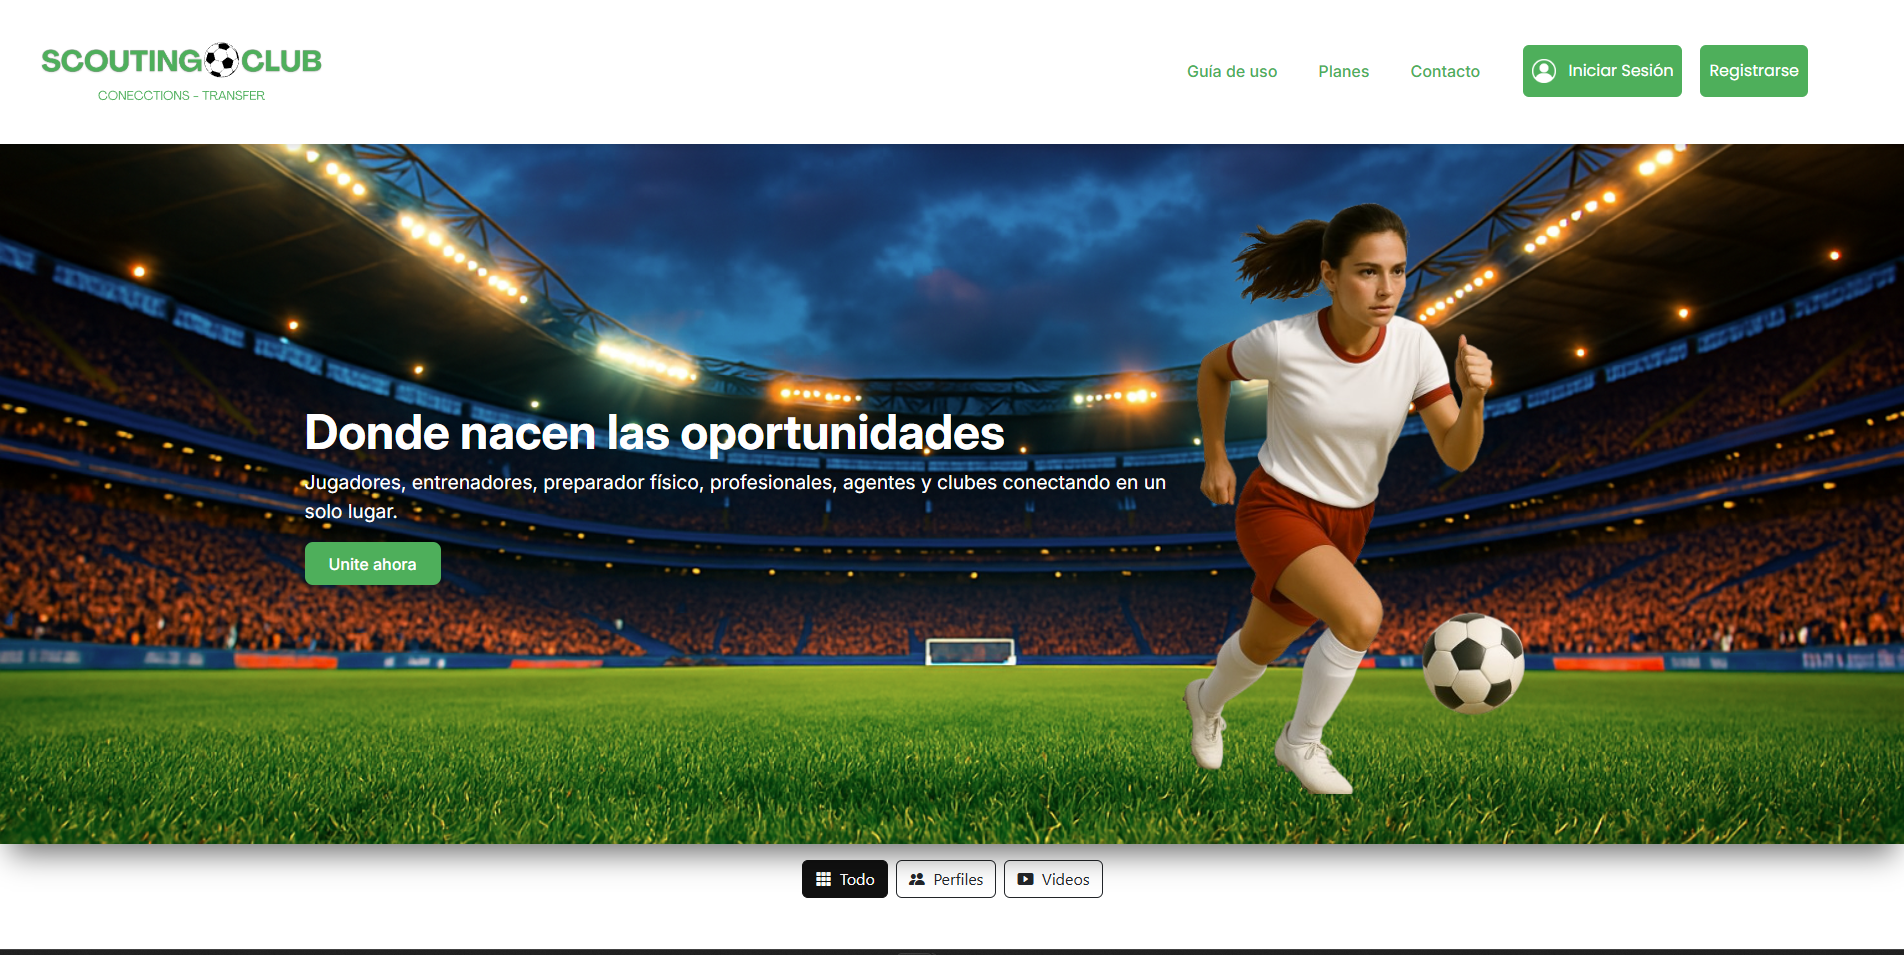 SCOUTING CLUB
CONECCTIONS - TRANSFER
Guía de uso
Planes
Contacto
Iniciar Sesión
Registrarse
Donde nacen las oportunidades
Jugadores, entrenadores, preparador físico, profesionales, agentes y clubes conectando en un
solo lugar.
Unite ahora
Todo
Perfiles
Videos